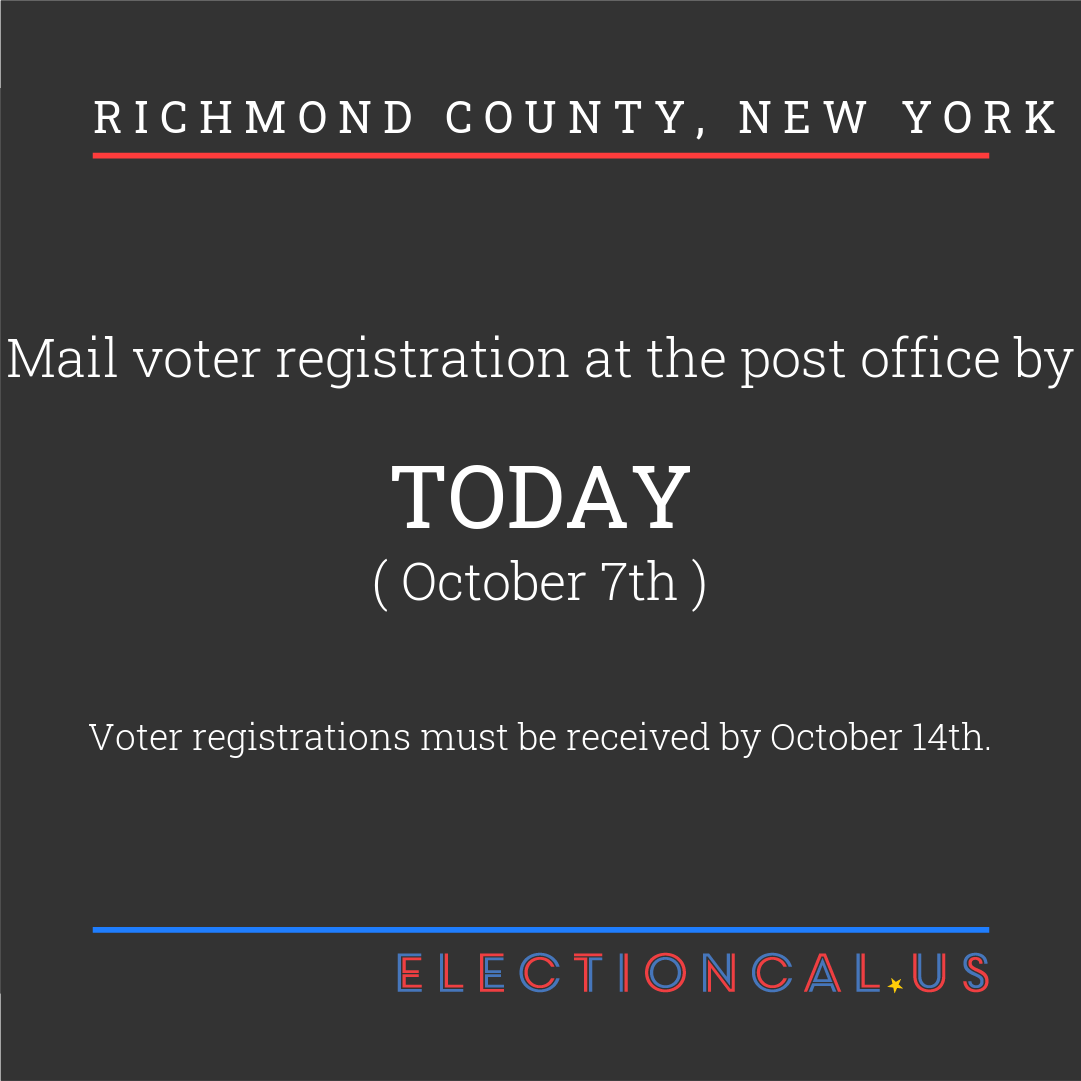 RICHMOND COUNTY, NEW YORK
Mail voter registration at the post office by
TODAY
( October 7th )
Voter registrations must be received by October 14th.
ELECTIONCAL.US